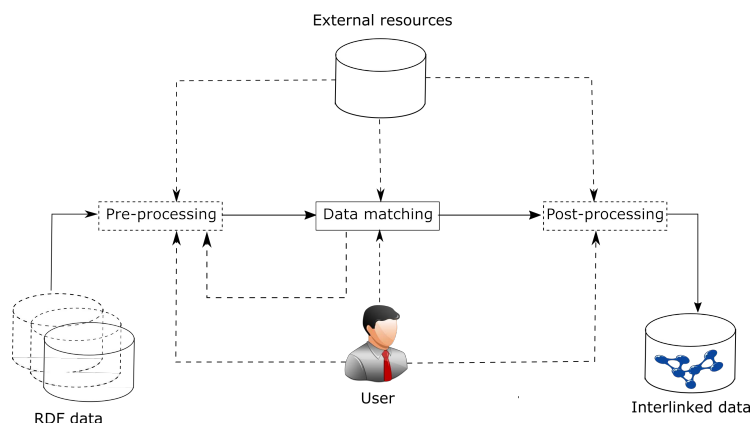 External resources
Pre-processing
Data matching
Post-processing
User
Interlinked data
RDF data